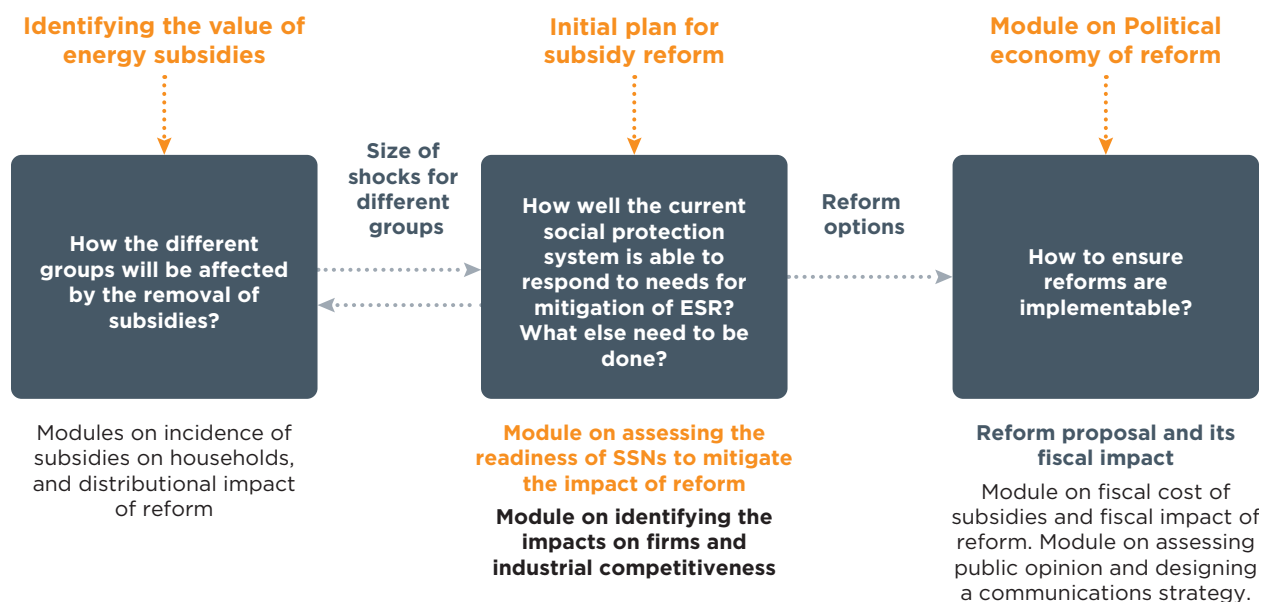 Identifying the value of
energy subsidies
Initial plan for
subsidy reform
Module on Political
economy of reform
How the different
groups will be affected
by the removal of
subsidies?
Size of
shocks for
different
groups
How well the current
social protection
system is able to
respond to needs for
mitigation of ESR?
What else need to be
done?
Reform
options
How to ensure
reforms are
implementable?
Modules on incidence of
subsidies on households,
and distributional impact
of reform
Module on assessing the
readiness of SSNs to mitigate
the impact of reform
Module on identifying the
impacts on firms and
industrial competitiveness
Reform proposal and its
fiscal impact
Module on fiscal cost of
subsidies and fiscal impact of
reform. Module on assessing
public opinion and designing
a communications strategy.